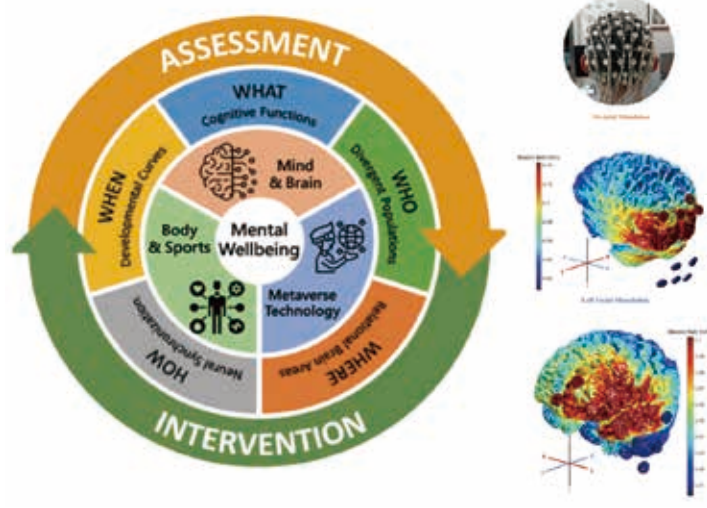 ASSESSMENT
WHAT
Cognitive Functions
WHO
Divergent Populations
WHERE
Relational Brain Areas
HOW
Neural Synchronization
WHEN
Developmental Curves
Mind
& Brain
Body
& Sports
Mental
Wellbeing
Metaverse
Technology
INTERVENTION